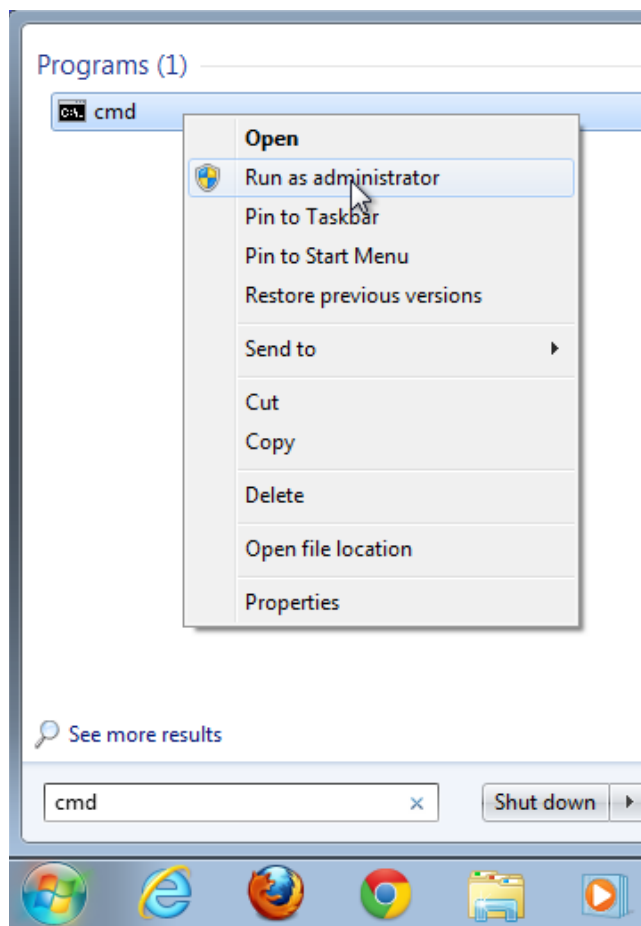 Programs (1)
cmd
Open
Run as administrator
Pin to Taskbar
Pin to Start Menu
Restore previous versions
Send to
Cut
Copy
Delete
Open file location
Properties
See more results
cmd
Shut down